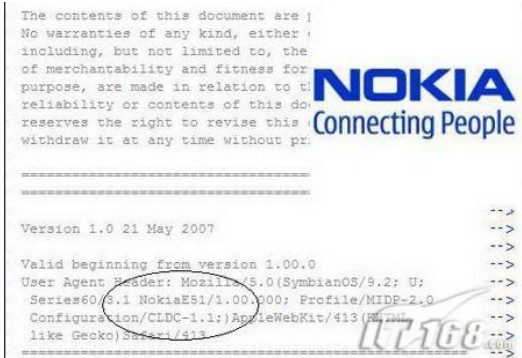 The contents of this document are
No warranties of any kind, either
including, but not limited to, the
of merchantability and fitness for
purpose, are made in relation to
reliability or contents of this
reserves the right to revise this
withdraw it at any time without
NOKIA
Connecting People
===================================
===================================
-->
Version 1.0 21 May 2007 -->
-->
Valid beginning from version 1.00.0 -->
User Agent Header: Mozilla/5.0(SymbianOS/9.2; U; -->
Series60/3.1 NokiaE51/1.00.000; Profile/MIDP-2.0 -->
Configuration/CLDC-1.1;)AppleWebKit/413(KHTML, -->
like Gecko)Safari/413 -->
=================================== -->
IT168.com